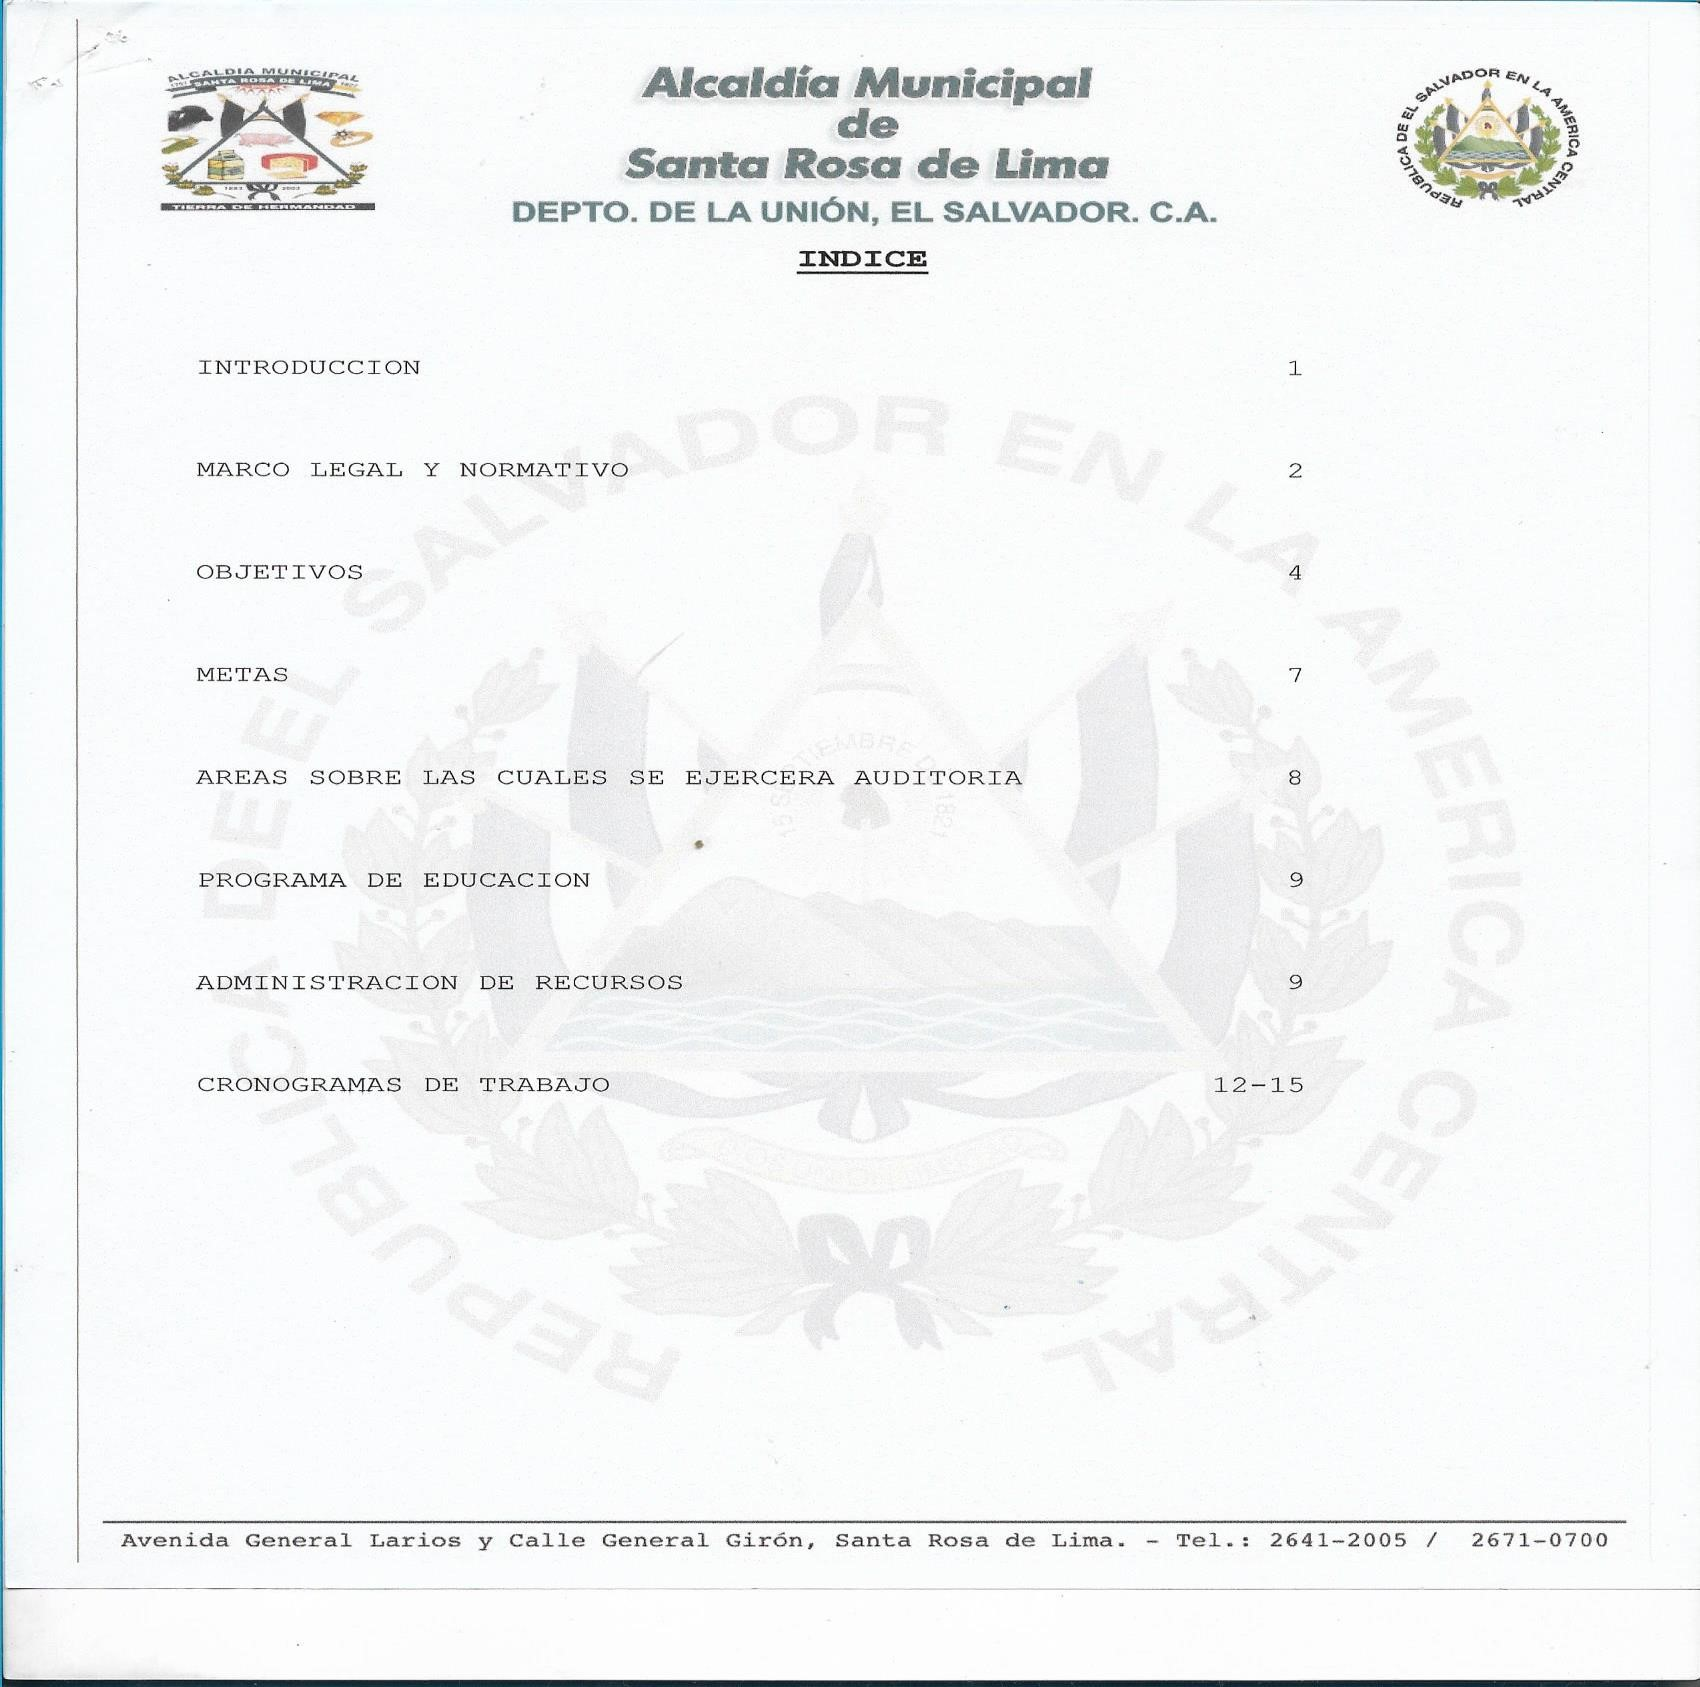 ALCALDIA MUNICIPAL
SANTA ROSA DE LIMA
TIERRA DE HERMANDAD
Alcaldía Municipal
de
Santa Rosa de Lima
DEPTO. DE LA UNIÓN, EL SALVADOR. C.A.
REPUBLICA DE EL SALVADOR EN LA AMERICA CENTRAL
INDICE
INTRODUCCION 1
MARCO LEGAL Y NORMATIVO 2
OBJETIVOS 4
METAS 7
AREAS SOBRE LAS CUALES SE EJERCERA AUDITORIA 8
PROGRAMA DE EDUCACION 9
ADMINISTRACION DE RECURSOS 9
CRONOGRAMAS DE TRABAJO 12-15
REPUBLICA DE EL SALVADOR EN LA AMERICA CENTRAL
15 SEPTIEMBRE DE 1821
Avenida General Larios y Calle General Girón, Santa Rosa de Lima. - Tel.: 2641-2005 / 2671-0700